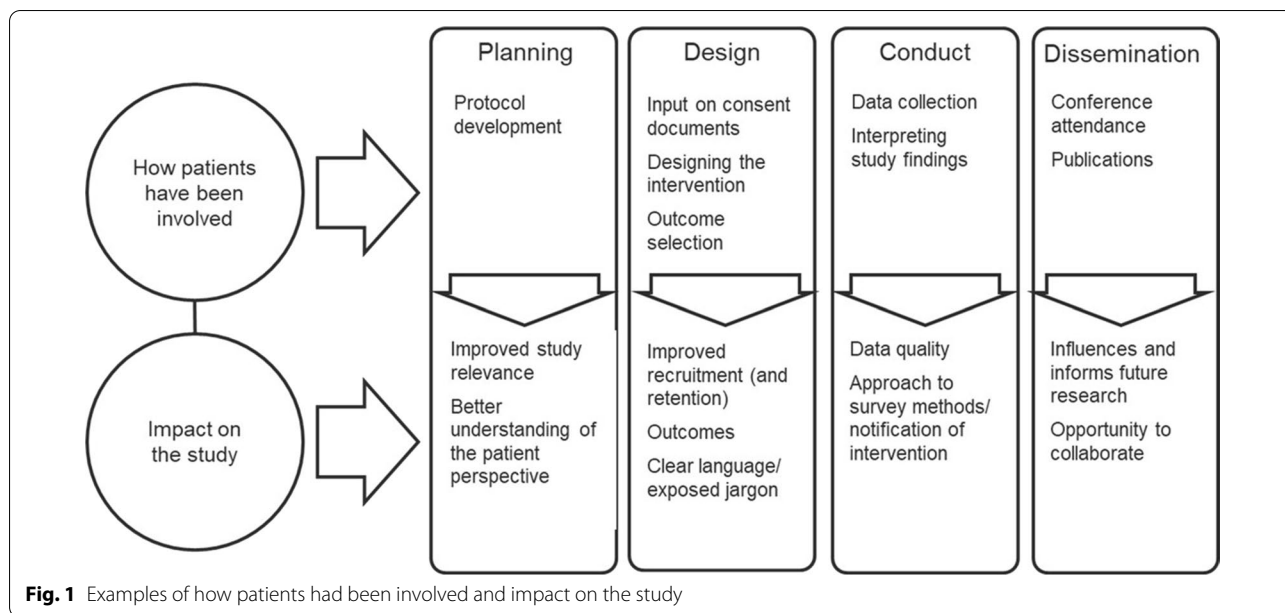 How patients
have been
involved
Impact on
the study
Planning
Protocol
development
Improved study
relevance
Better
understanding of
the patient
perspective
Design
Input on consent
documents
Designing the
intervention
Outcome
selection
Improved
recruitment (and
retention)
Outcomes
Clear language/
exposed jargon
Conduct
Data collection
Interpreting
study findings
Data quality
Approach to
survey methods/
notification of
intervention
Dissemination
Conference
attendance
Publications
Influences and
informs future
research
Opportunity to
collaborate
Fig. 1 Examples of how patients had been involved and impact on the study